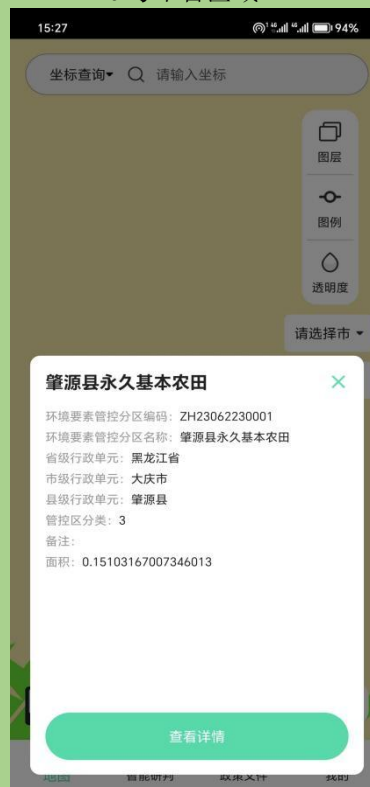 15:27
94%
坐标查询 请输入坐标
图层
图例
透明度
请选择市
肇源县永久基本农田
环境要素管控分区编码: ZH23062230001
环境要素管控分区名称: 肇源县永久基本农田
省级行政单元: 黑龙江省
市级行政单元: 大庆市
县级行政单元: 肇源县
管控区分类: 3
备注:
面积: 0.15103167007346013
查看详情
地图 智能研判 政策文件 我的